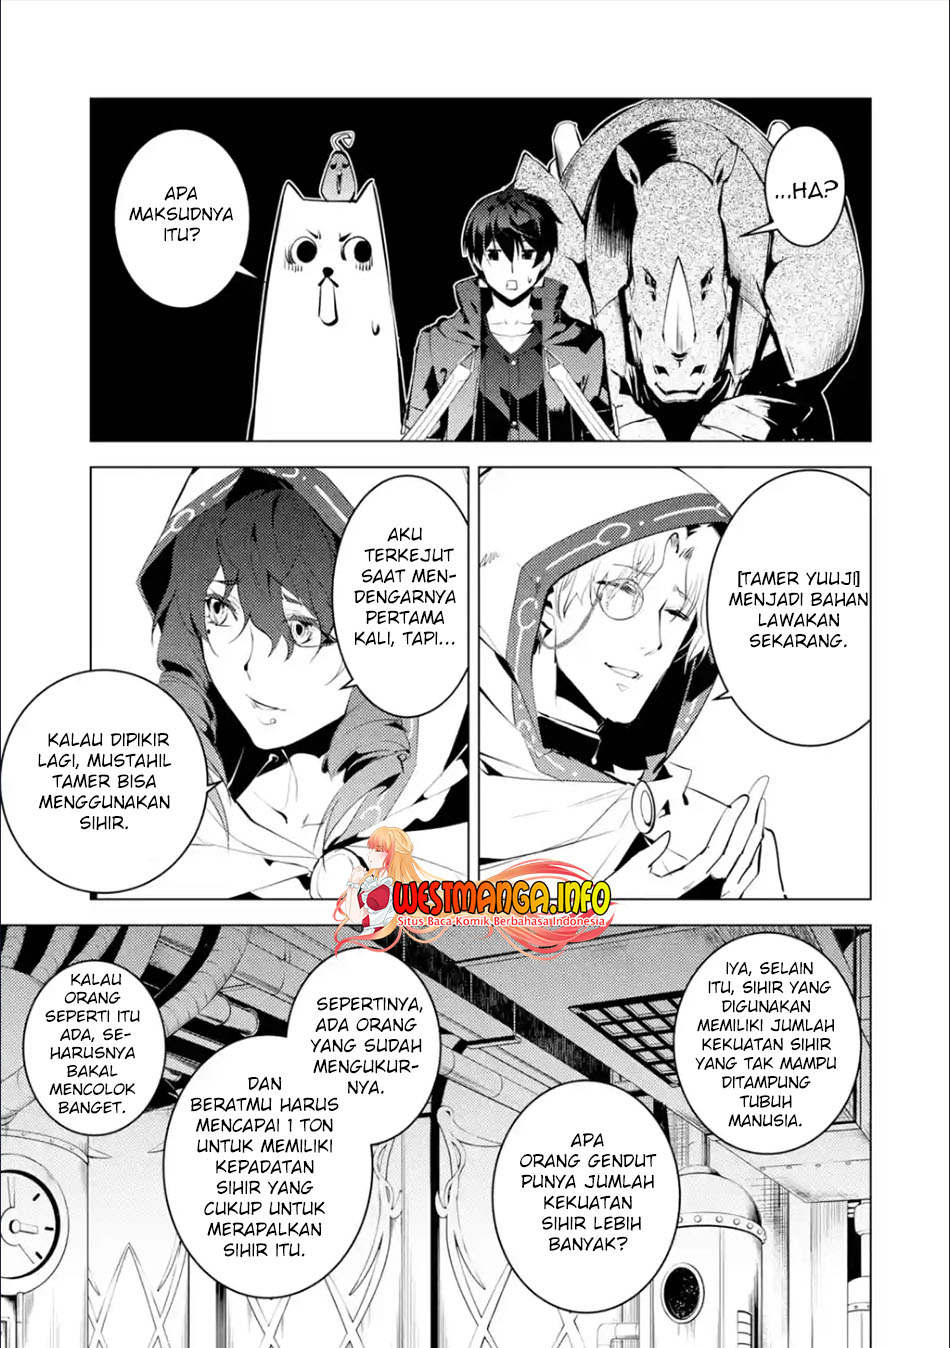 ...HA?
APA
MAKSUDNYA
ITU?
[TAMER YUUJI]
MENJADI BAHAN
LAWAKAN
SEKARANG.
AKU
TERKEJUT
SAAT MEN-
DENGARNYA
PERTAMA
KALI, TAPI...
KALAU DIPIKIR
LAGI, MUSTAHIL
TAMER BISA
MENGGUNAKAN
SIHIR.
WESTMANGA.INFO
Situs Baca Komik Berbahasa Indonesia
IYA, SELAIN
ITU, SIHIR YANG
DIGUNAKAN
MEMILIKI JUMLAH
KEKUATAN SIHIR
YANG TAK MAMPU
DITAMPUNG
TUBUH
MANUSIA.
APA
ORANG GENDUT
PUNYA JUMLAH
KEKUATAN
SIHIR LEBIH
BANYAK?
SEPERTINYA,
ADA ORANG
YANG SUDAH
MENGUKUR-
NYA.
DAN
BERATMU HARUS
MENCAPAI 1 TON
UNTUK MEMILIKI
KEPADATAN
SIHIR YANG
CUKUP UNTUK
MERAPALKAN
SIHIR ITU.
KALAU
ORANG
SEPERTI ITU
ADA, SE-
HARUSNYA
BAKAL
MENCOLOK
BANGET.